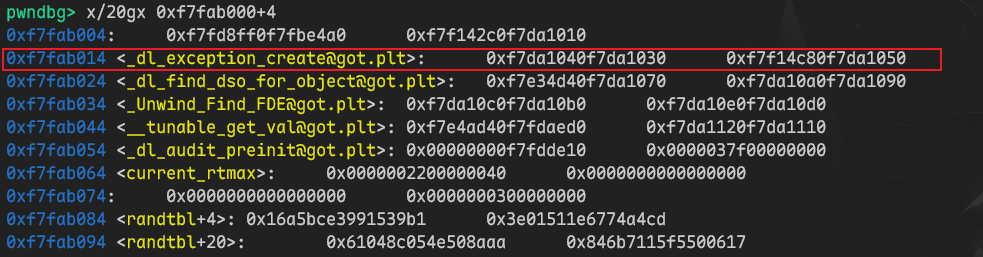 pwndbg> x/20gx 0xf7fab000+4
0xf7fab004: 0xf7fd8ff0f7fbe4a0 0xf7f142c0f7da1010
0xf7fab014 <_dl_exception_create@got.plt>: 0xf7da1040f7da1030 0xf7f14c80f7da1050
0xf7fab024 <_dl_find_dso_for_object@got.plt>: 0xf7e34d40f7da1070 0xf7da10a0f7da1090
0xf7fab034 <_Unwind_Find_FDE@got.plt>: 0xf7da10c0f7da10b0 0xf7da10e0f7da10d0
0xf7fab044 <__tunable_get_val@got.plt>: 0xf7e4ad40f7fdaed0 0xf7da1120f7da1110
0xf7fab054 <_dl_audit_preinit@got.plt>: 0x00000000f7fdde10 0x0000037f00000000
0xf7fab064 <current_rtmax>: 0x0000002200000040 0x0000000000000000
0xf7fab074: 0x0000000000000000 0x0000000300000000
0xf7fab084 <randtbl+4>: 0x16a5bce3991539b1 0x3e01511e6774a4cd
0xf7fab094 <randtbl+20>: 0x61048c054e508aaa 0x846b7115f5500617